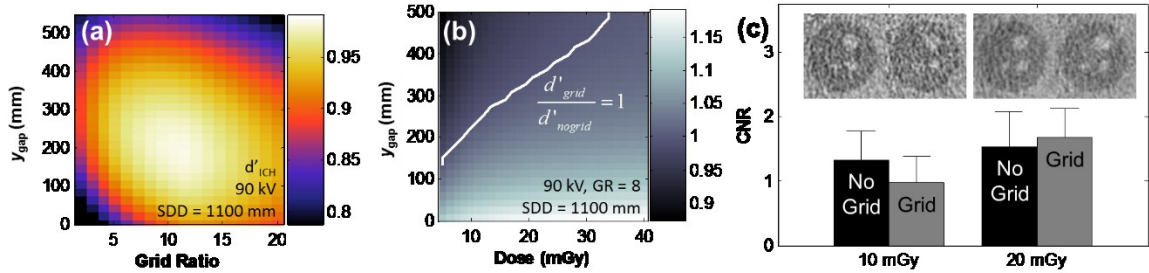 (a)
y_gap (mm)
550
500
400
300
200
100
0
5
10
15
20
Grid Ratio
d'_ICH
90 kV
SDD = 1100 mm
0.95
0.9
0.85
0.8
(b)
y_gap (mm)
500
400
300
200
100
0
10
20
30
40
Dose (mGy)
d'_grid / d'_nogrid = 1
90 kV, GR = 8
SDD = 1100 mm
1.15
1.1
1.05
1
0.95
0.9
(c)
CNR
3
2
1
0
No
Grid
Grid
No
Grid
Grid
10 mGy
20 mGy